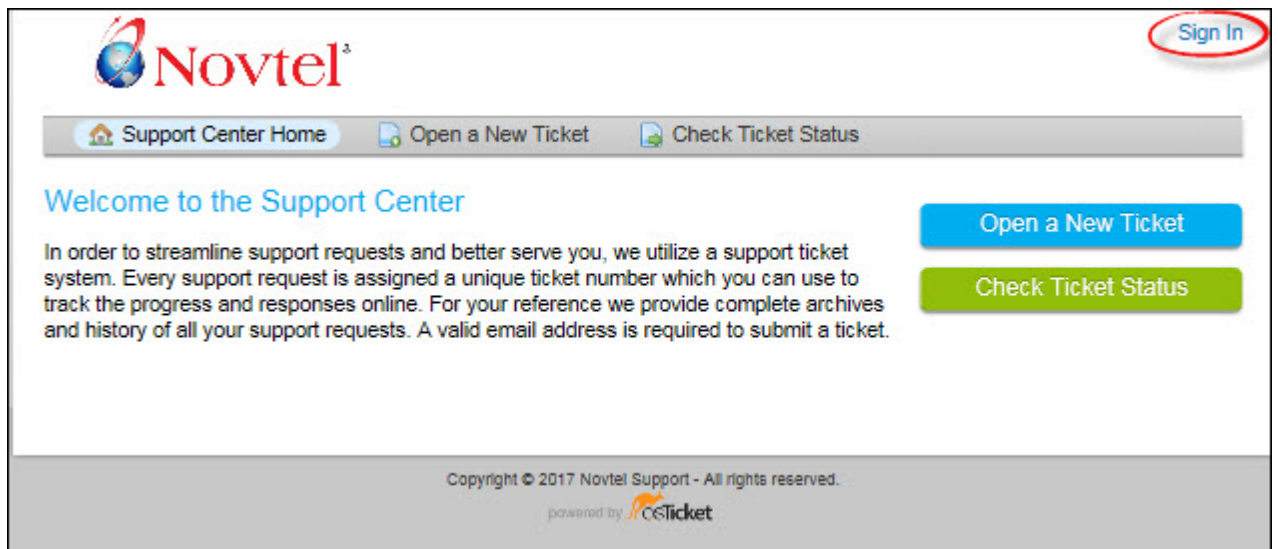 Novtel
Sign In
Support Center Home
Open a New Ticket
Check Ticket Status
Welcome to the Support Center
In order to streamline support requests and better serve you, we utilize a support ticket
system. Every support request is assigned a unique ticket number which you can use to
track the progress and responses online. For your reference we provide complete archives
and history of all your support requests. A valid email address is required to submit a ticket.
Open a New Ticket
Check Ticket Status
Copyright © 2017 Novtel Support - All rights reserved.
powered by osTicket